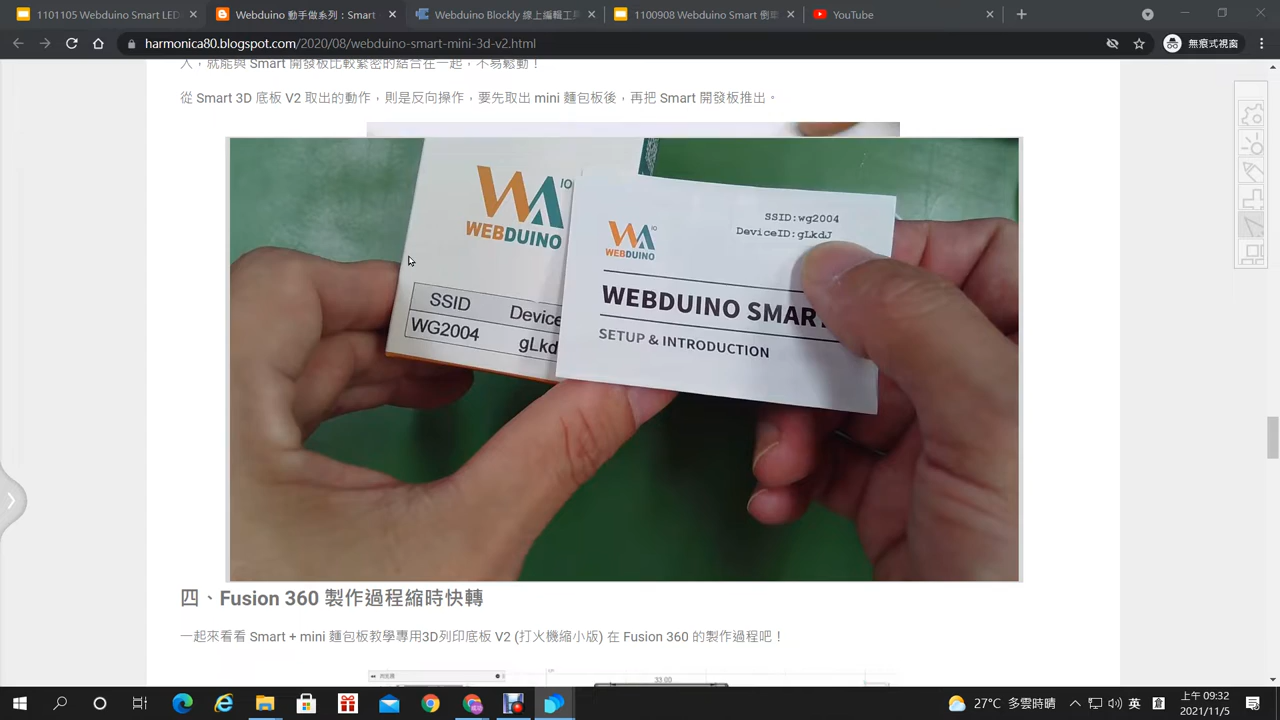 1101105 Webduino Smart LED
Webduino 動手做系列：Smart
Webduino Blockly 線上編輯工具
1100908 Webduino Smart 倒
YouTube
harmonica80.blogspot.com/2020/08/webduino-smart-mini-3d-v2.html
無痕式視窗
入，就能與 Smart 開發板比較緊密的結合在一起，不易鬆動！
從 Smart 3D 底板 V2 取出的動作，則是反向操作，要先取出 mini 麵包板後，再把 Smart 開發板推出。
IO
WEBDUINO
SSID Device
WG2004 gLkd
SSID:wg2004
DeviceID:gLkdJ
IO
WEBDUINO
WEBDUINO SMART
SETUP & INTRODUCTION
四、Fusion 360 製作過程縮時快轉
一起來看看 Smart + mini 麵包板教學專用3D列印底板 V2 (打火機縮小版) 在 Fusion 360 的製作過程吧！
33.00
27°C 多雲時晴
英
上午 09:32
2021/11/5